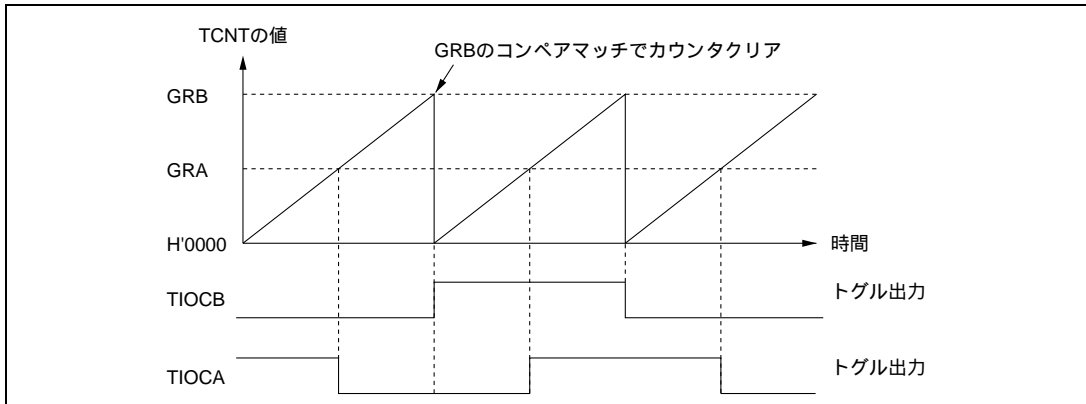 TCNTの値
GRBのコンペアマッチでカウンタクリア
GRB
GRA
H'0000
時間
TIOCB
トグル出力
TIOCA
トグル出力